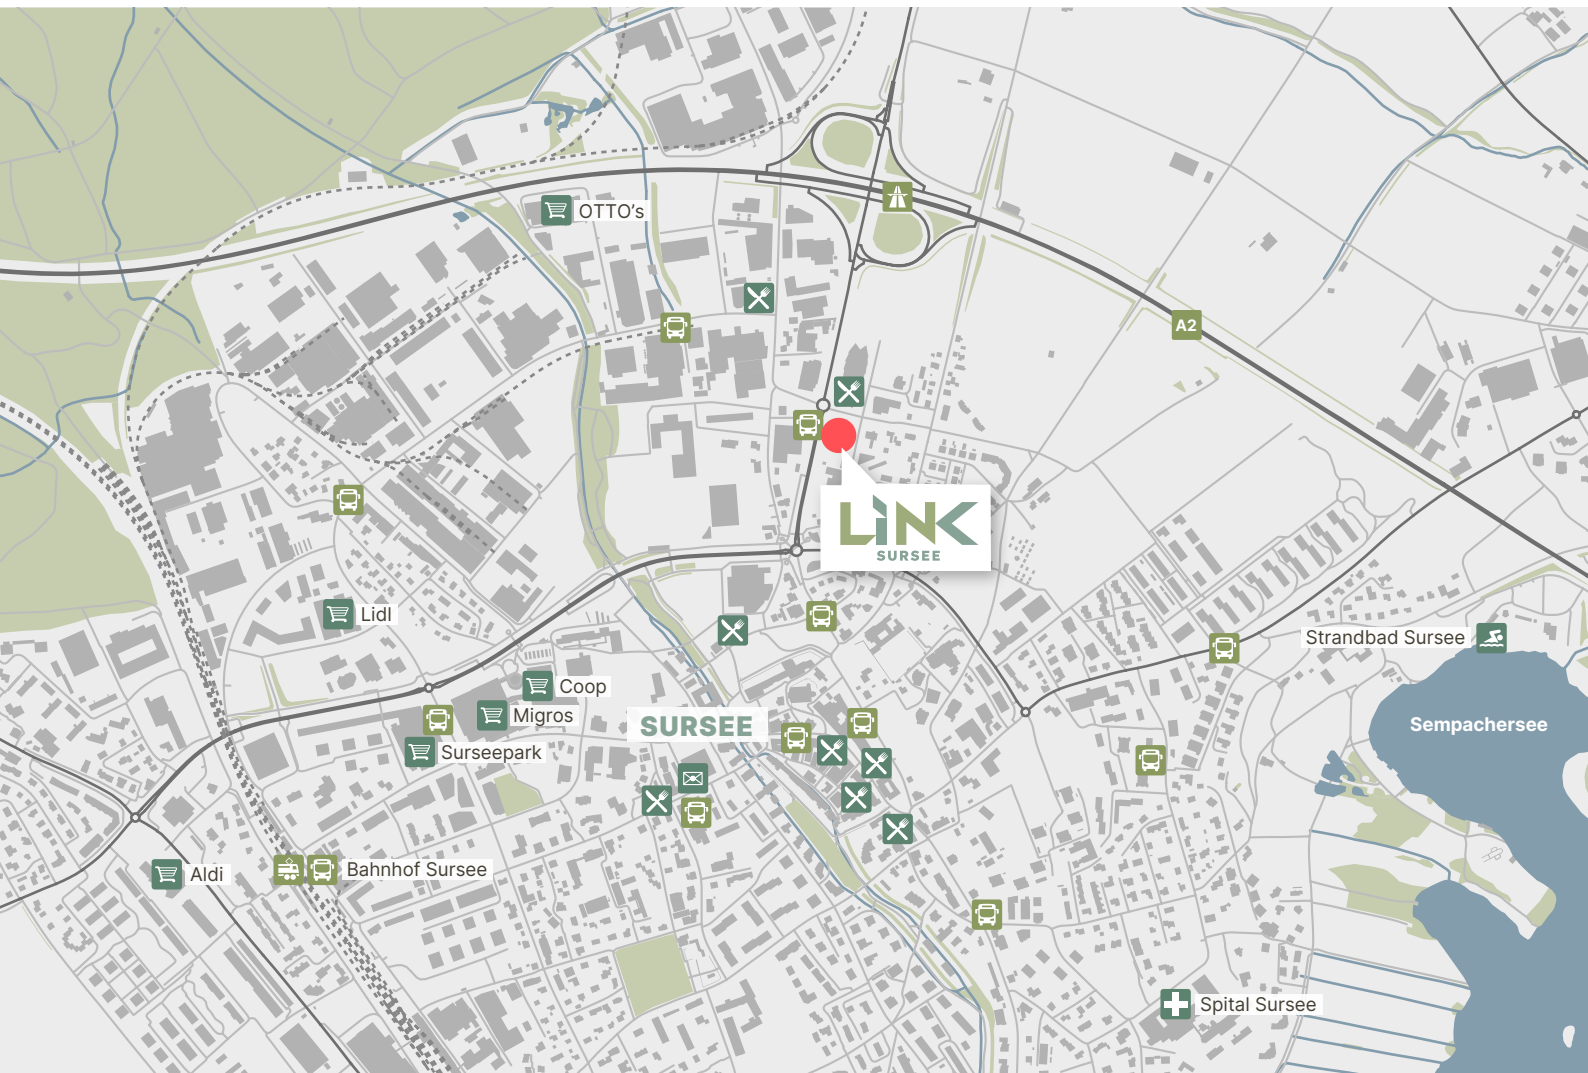 OTTO's
A2
LINK
SURSEE
Lidl
Strandbad Sursee
Coop
Migros
SURSEE
Sempachersee
Surseepark
Bahnhof Sursee
Aldi
Spital Sursee